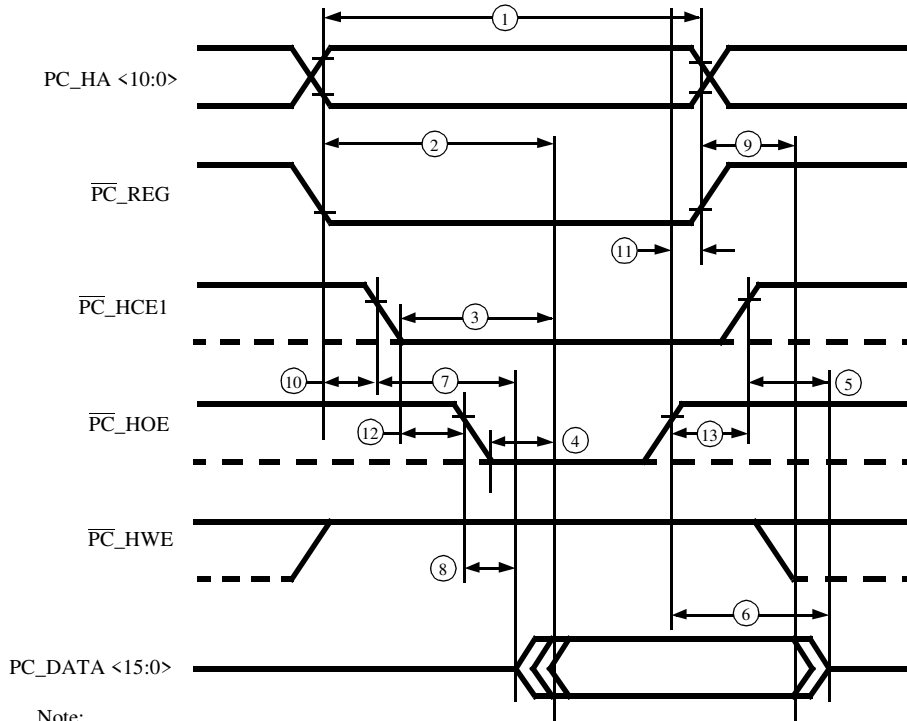 1
PC_HA <10:0>
2
9
PC_REG
11
PC_HCE1
3
10
7
5
PC_HOE
12
4
13
PC_HWE
8
6
PC_DATA <15:0>
Note: